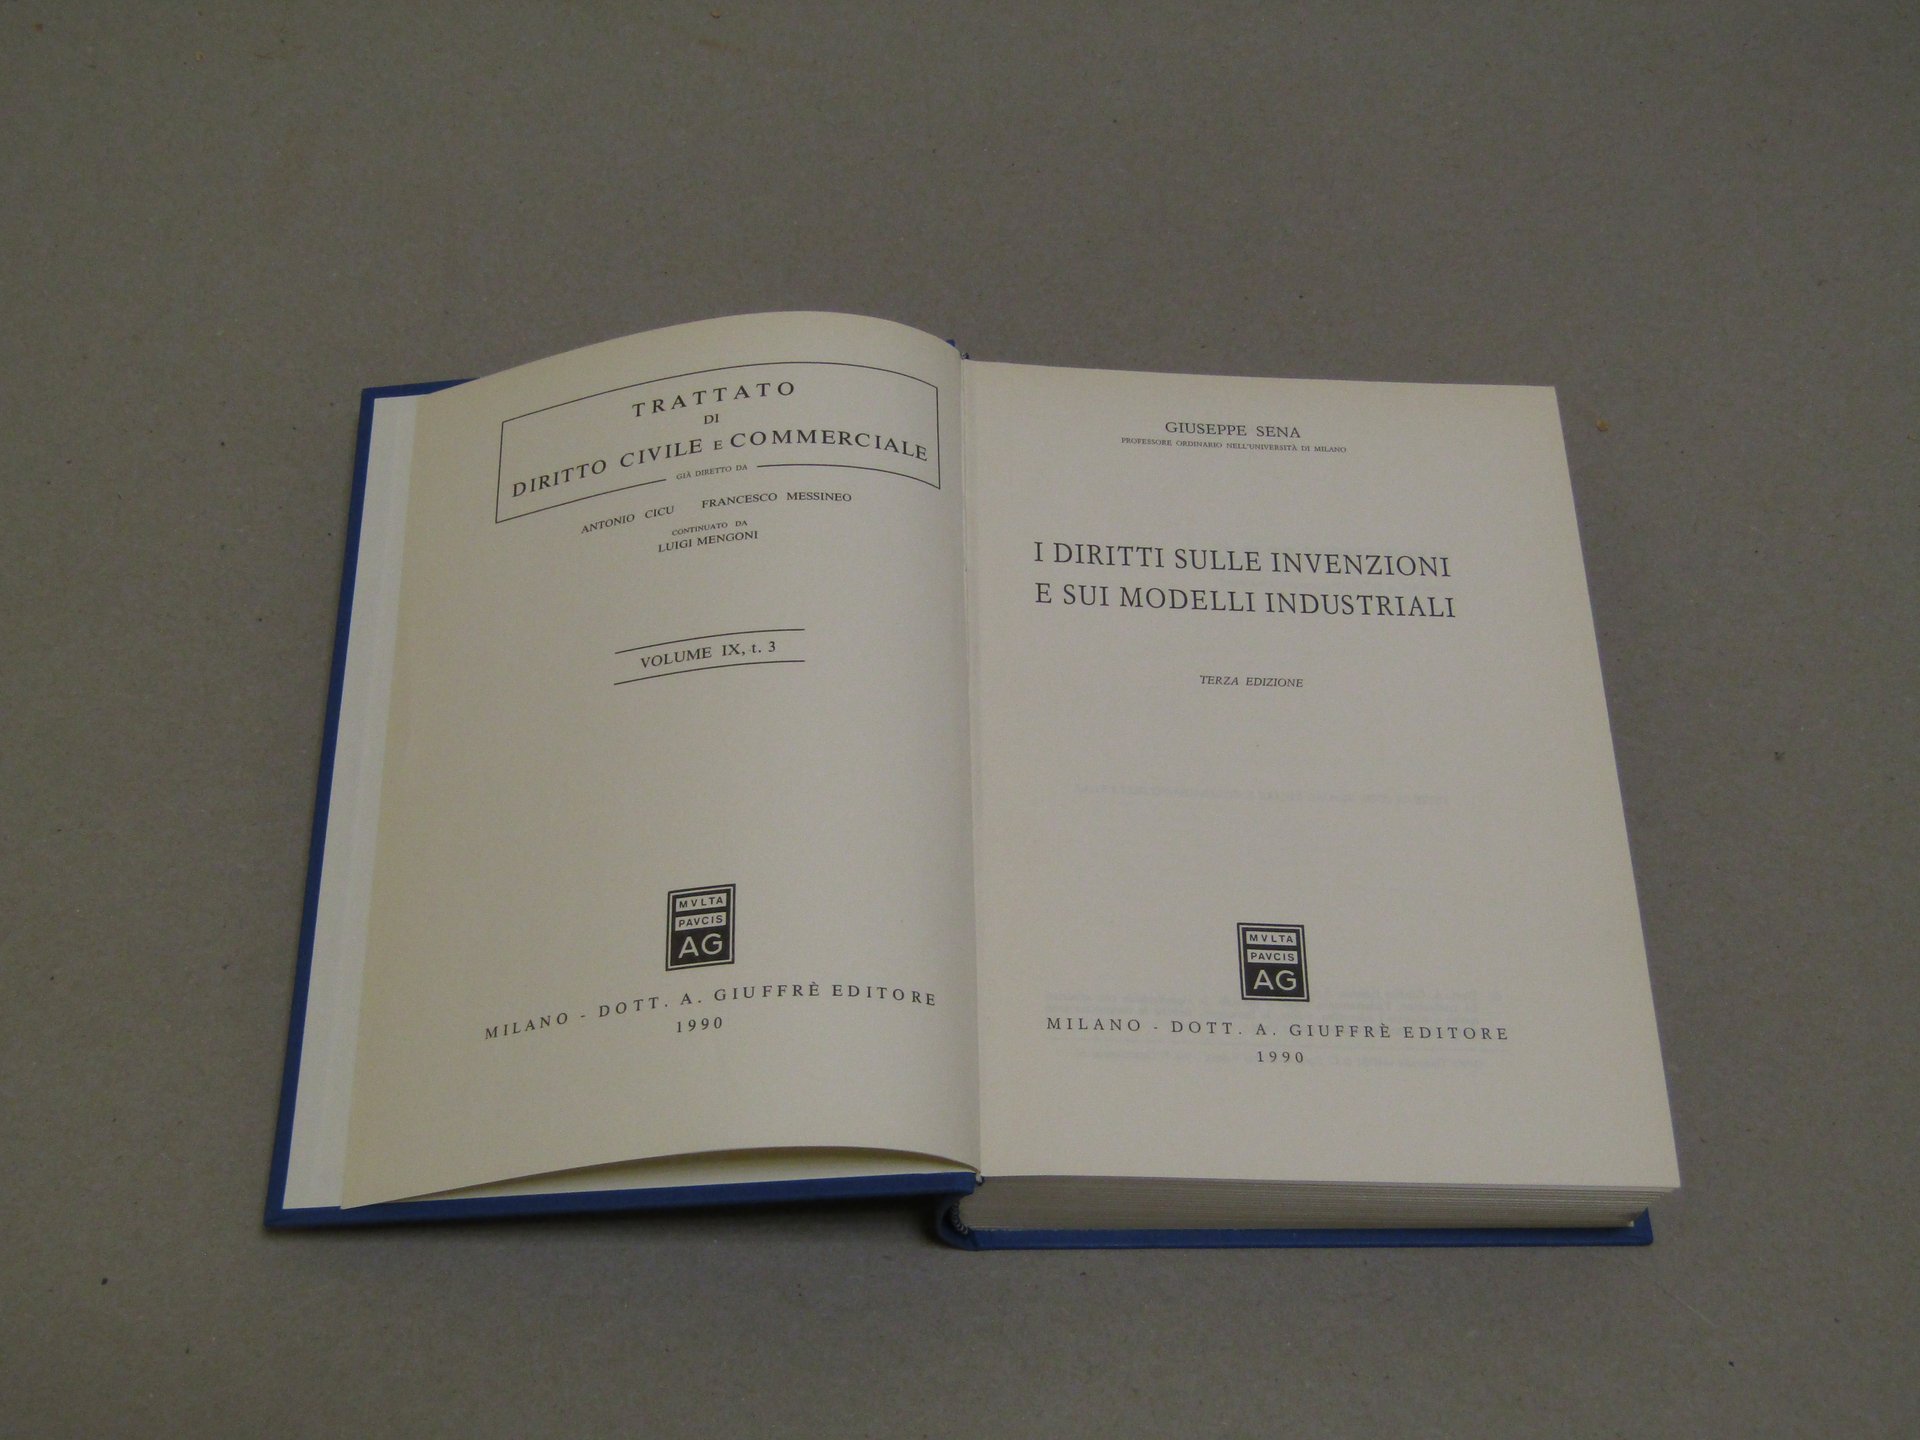 TRATTATO
DI
DIRITTO CIVILE E COMMERCIALE
GIÀ DIRETTO DA
ANTONIO CICU FRANCESCO MESSINEO
CONTINUATO DA
LUIGI MENGONI
VOLUME IX, t. 3
MVLTA
PAVCIS
AG
MILANO - DOTT. A. GIUFFRÈ EDITORE
1990
GIUSEPPE SENA
PROFESSORE ORDINARIO NELL'UNIVERSITÀ DI MILANO
I DIRITTI SULLE INVENZIONI
E SUI MODELLI INDUSTRIALI
TERZA EDIZIONE
MVLTA
PAVCIS
AG
MILANO - DOTT. A. GIUFFRÈ EDITORE
1990